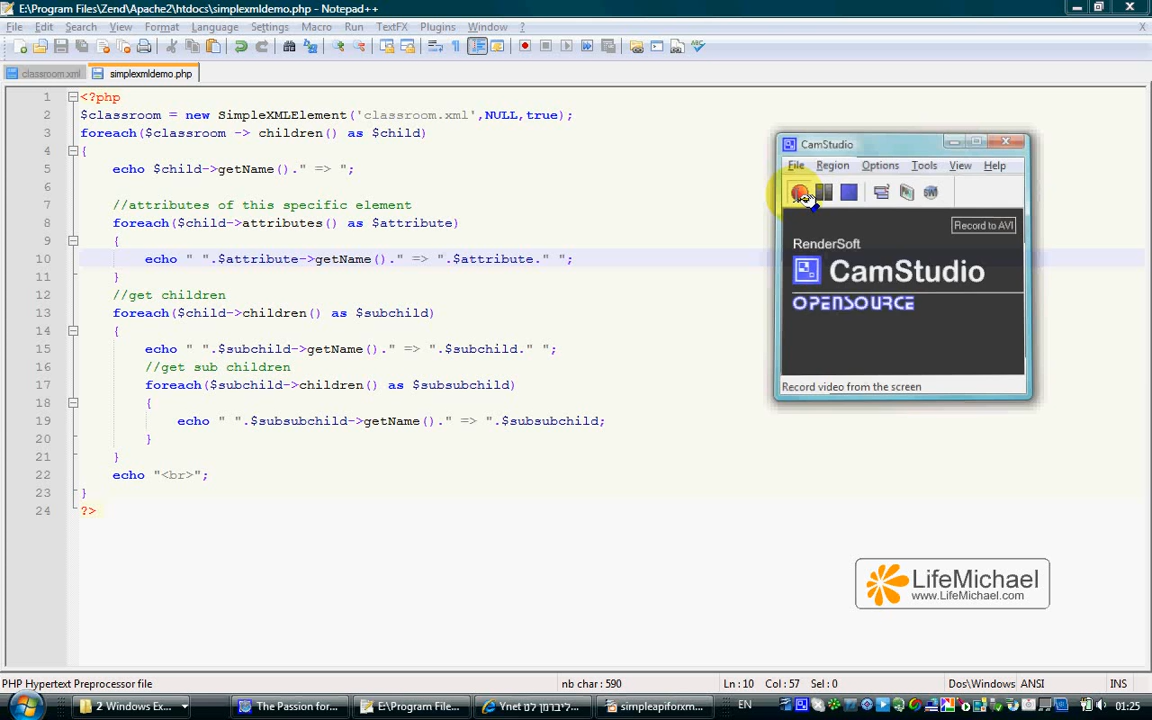 E:\Program Files\Zend\Apache2\htdocs\simplexmldemo.php - Notepad++
File Edit Search View Format Language Settings Macro Run TextFX Plugins Window ?
classroom.xml simplexmldemo.php
1 <?php
2 $classroom = new SimpleXMLElement('classroom.xml',NULL,true);
3 foreach($classroom -> children() as $child)
4 {
5 echo $child->getName()." => ";
6
7 //attributes of this specific element
8 foreach($child->attributes() as $attribute)
9 {
10 echo " ".$attribute->getName()." => ".$attribute." ";
11 }
12 //get children
13 foreach($child->children() as $subchild)
14 {
15 echo " ".$subchild->getName()." => ".$subchild." ";
16 //get sub children
17 foreach($subchild->children() as $subsubchild)
18 {
19 echo " ".$subsubchild->getName()." => ".$subsubchild;
20 }
21 }
22 echo "<br>";
23 }
24 ?>
CamStudio
File Region Options Tools View Help
Record to AVI
RenderSoft
CamStudio
OPENSOURCE
Record video from the screen
LifeMichael
www.LifeMichael.com
PHP Hypertext Preprocessor file nb char : 590 Ln : 10 Col : 57 Sel : 0 Dos\Windows ANSI INS
2 Windows Ex... The Passion for... E:\Program File... Ynet ליברמן לנ... simpleapiforxm... EN 01:25